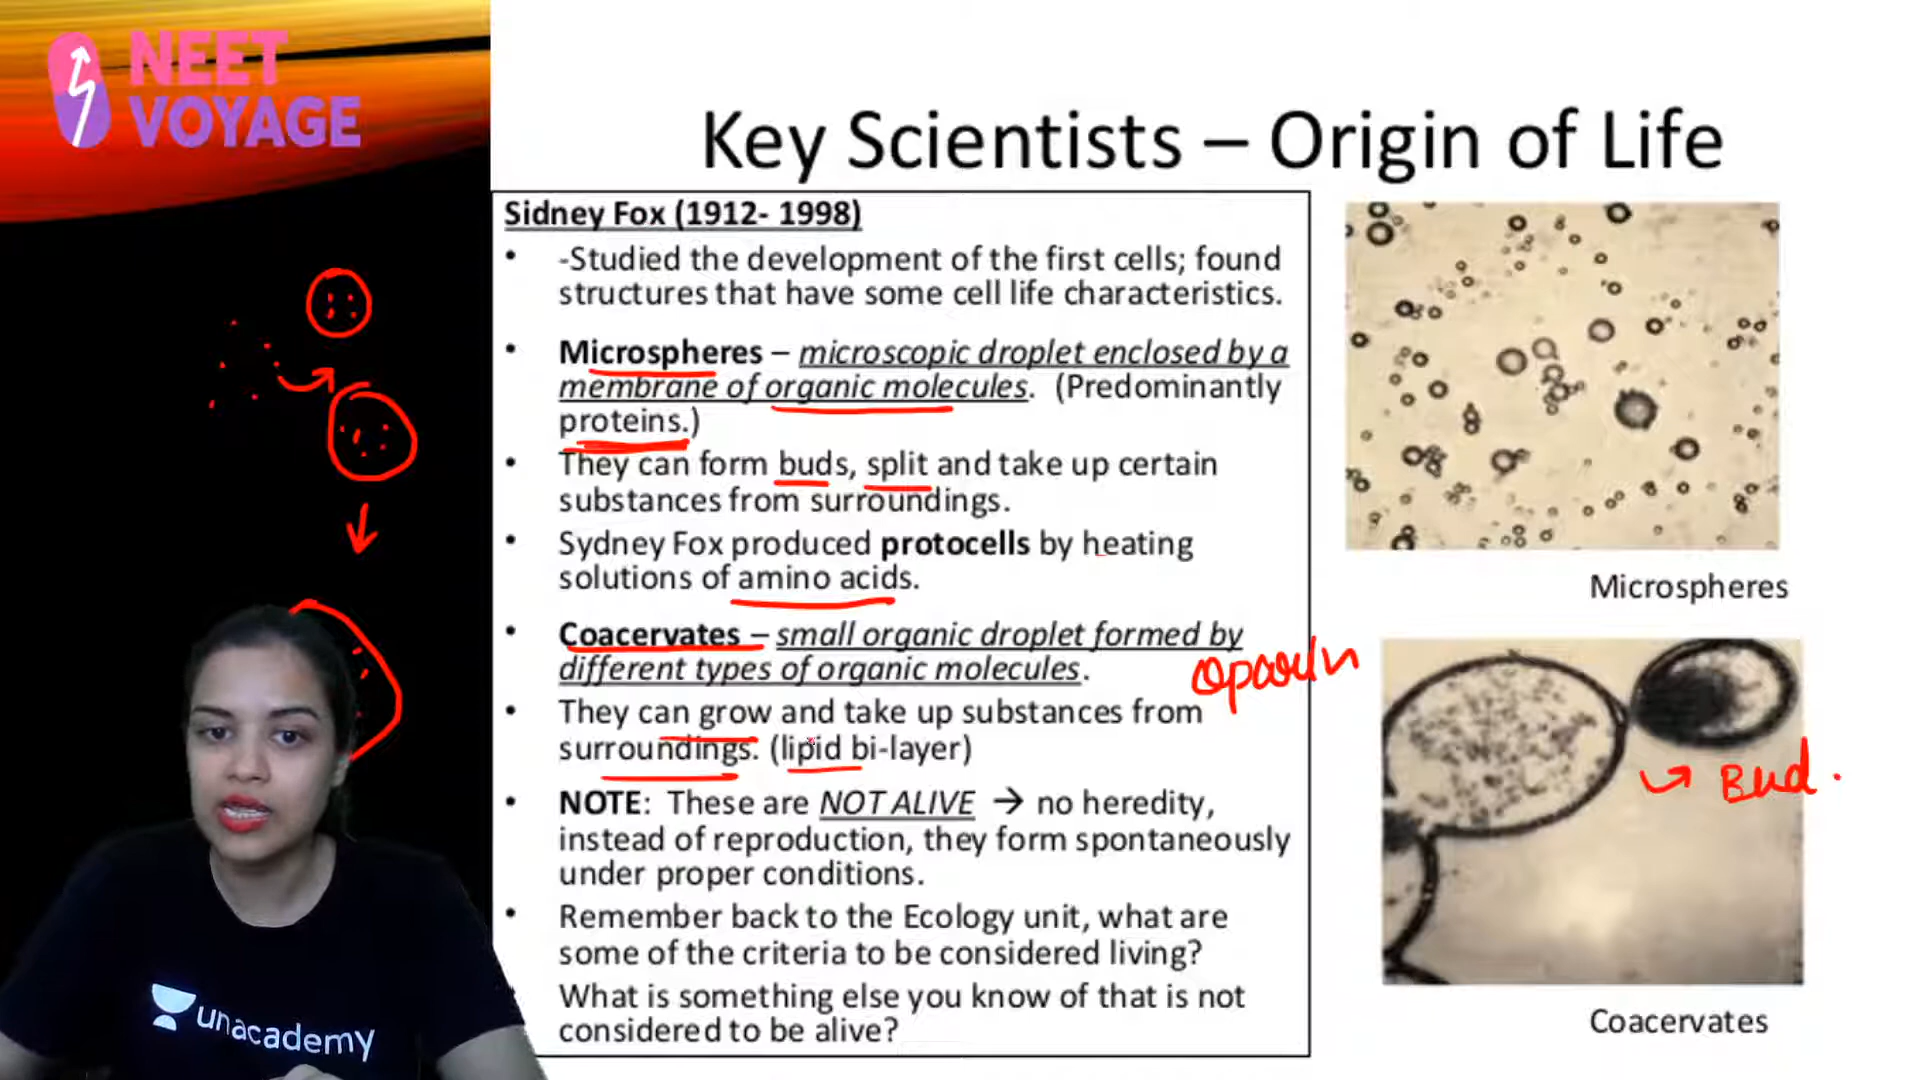 NEET
VOYAGE
Key Scientists – Origin of Life
Sidney Fox (1912- 1998)
• -Studied the development of the first cells; found
structures that have some cell life characteristics.
• Microspheres – microscopic droplet enclosed by a
membrane of organic molecules. (Predominantly
proteins.)
• They can form buds, split and take up certain
substances from surroundings.
• Sydney Fox produced protocells by heating
solutions of amino acids.
• Coacervates – small organic droplet formed by
different types of organic molecules.
Oparin
• They can grow and take up substances from
surroundings. (lipid bi-layer)
• NOTE: These are NOT ALIVE → no heredity,
instead of reproduction, they form spontaneously
under proper conditions.
• Remember back to the Ecology unit, what are
some of the criteria to be considered living?
What is something else you know of that is not
considered to be alive?
Microspheres
Bud.
Coacervates
unacademy